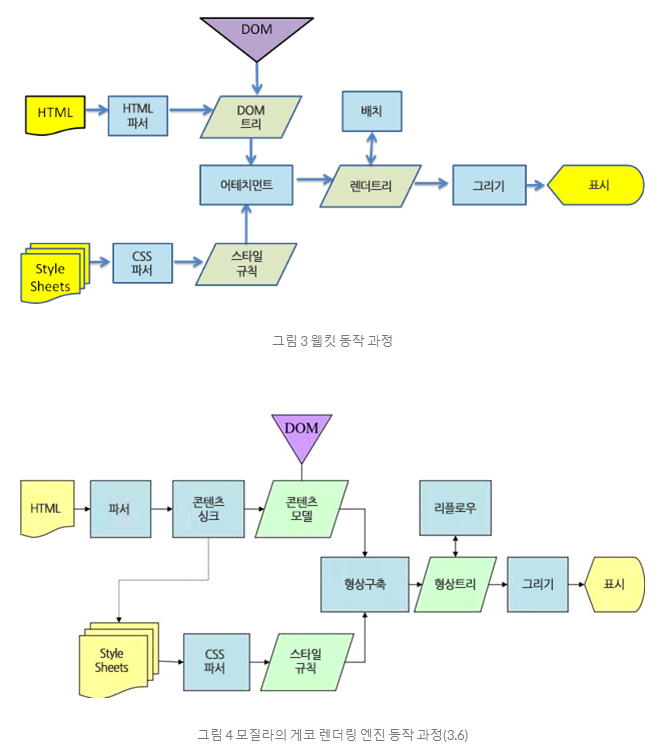 DOM
HTML
HTML
파서
DOM
트리
배치
어테치먼트
렌더트리
그리기
표시
Style
Sheets
CSS
파서
스타일
규칙
그림 3 웹킷 동작 과정
DOM
HTML
파서
콘텐츠
싱크
콘텐츠
모델
리플로우
형상구축
형상트리
그리기
표시
Style
Sheets
CSS
파서
스타일
규칙
그림 4 모질라의 게코 렌더링 엔진 동작 과정(3.6)